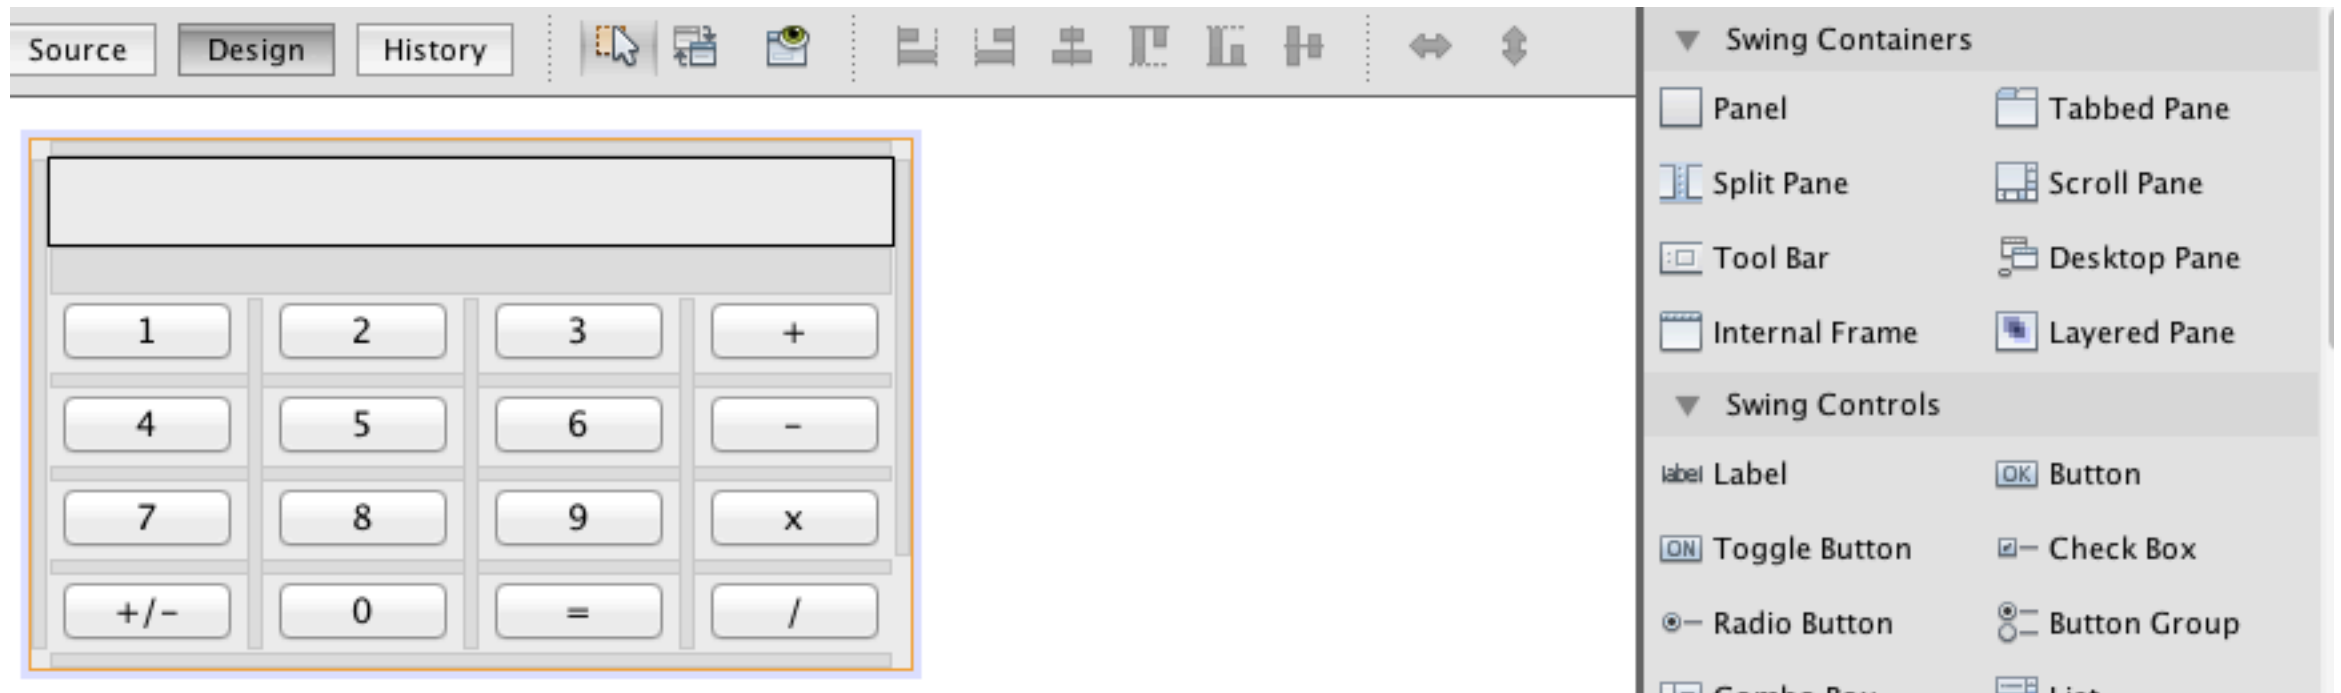 Source Design History
1 2 3 +
4 5 6 -
7 8 9 x
+/- 0 = /
Swing Containers
Panel Tabbed Pane
Split Pane Scroll Pane
Tool Bar Desktop Pane
Internal Frame Layered Pane
Swing Controls
label Label OK Button
ON Toggle Button Check Box
Radio Button Button Group